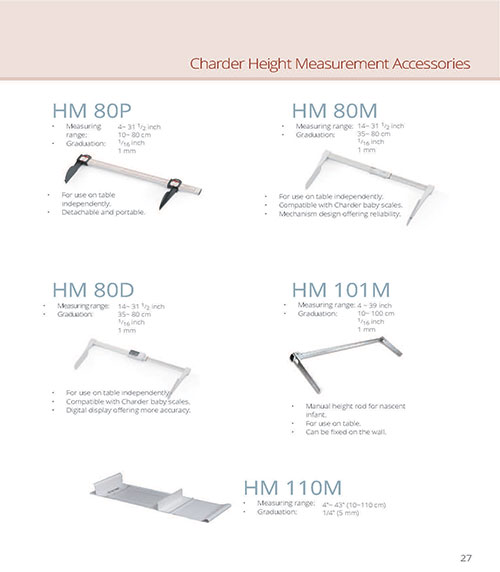 Charder Height Measurement Accessories
HM 80P
• Measuring range: 4~ 31 1/2 inch
10~ 80 cm
• Graduation: 1/16 inch
1 mm
• For use on table independently.
• Detachable and portable.
HM 80M
• Measuring range: 14~ 31 1/2 inch
• Graduation: 35~ 80 cm
1/16 inch
1 mm
• For use on table independently.
• Compatible with Charder baby scales.
• Mechanism design offering reliability.
HM 80D
• Measuring range: 14~ 31 1/2 inch
• Graduation: 35~ 80 cm
1/16 inch
1 mm
• For use on table independently.
• Compatible with Charder baby scales.
• Digital display offering more accuracy.
HM 101M
• Measuring range: 4 ~ 39 inch
• Graduation: 10~ 100 cm
1/16 inch
1 mm
• Manual height rod for nascent
infant.
• For use on table.
• Can be fixed on the wall.
HM 110M
• Measuring range: 4"~ 43" (10~110 cm)
• Graduation: 1/4" (5 mm)
27